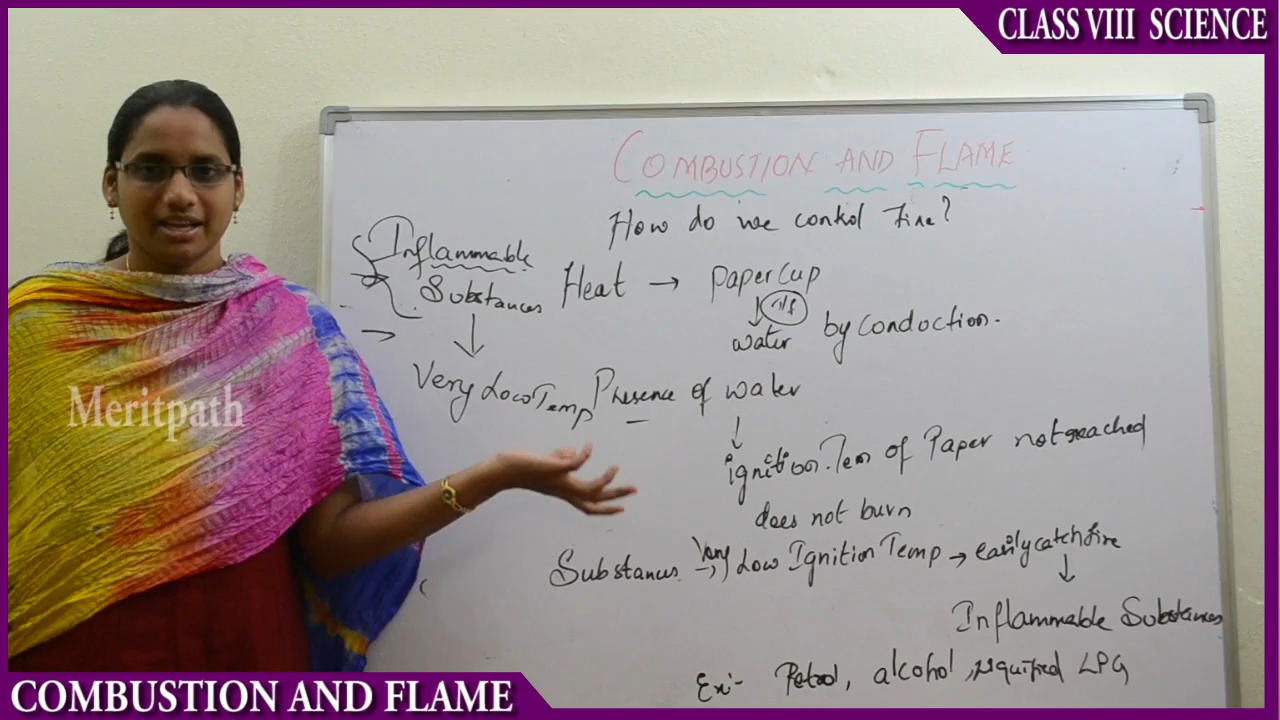 CLASS VIII SCIENCE
COMBUSTION AND FLAME
How do we control Fire?
Inflammable
Substances
Heat → Paper Cup
water by conduction.
Very Low Temp
Presence of water
ignition. Tem of Paper not reached
does not burn
Substances → Very Low Ignition Temp → easily catch fire
Inflammable Substances
Ex:- Petrol, alcohol, LPG
Meritpath
COMBUSTION AND FLAME